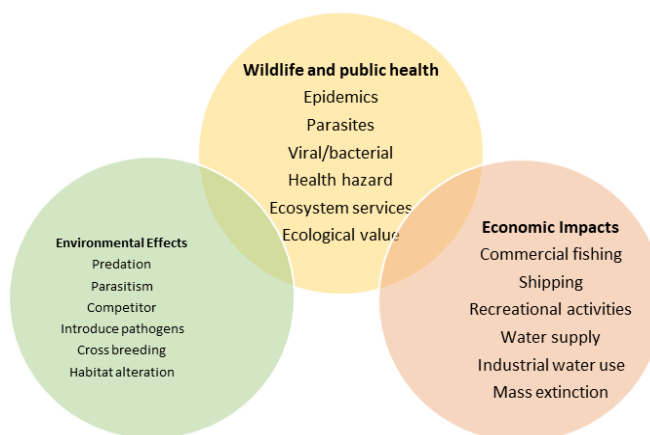 Wildlife and public health
Epidemics
Parasites
Viral/bacterial
Health hazard
Ecosystem services
Ecological value
Environmental Effects
Predation
Parasitism
Competitor
Introduce pathogens
Cross breeding
Habitat alteration
Economic Impacts
Commercial fishing
Shipping
Recreational activities
Water supply
Industrial water use
Mass extinction